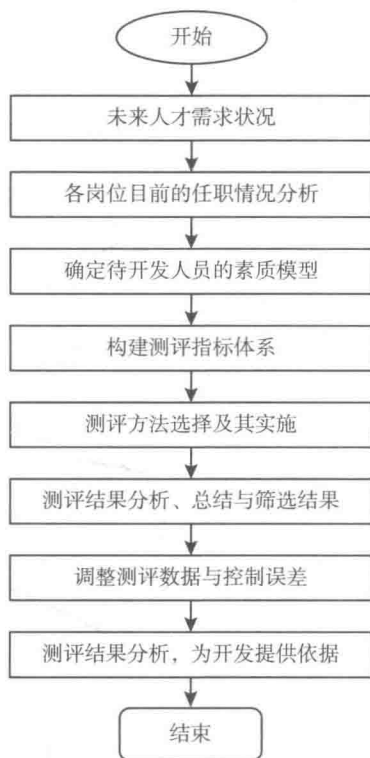 开始
未来人才需求状况
各岗位目前的任职情况分析
确定待开发人员的素质模型
构建测评指标体系
测评方法选择及其实施
测评结果分析、总结与筛选结果
调整测评数据与控制误差
测评结果分析，为开发提供依据
结束